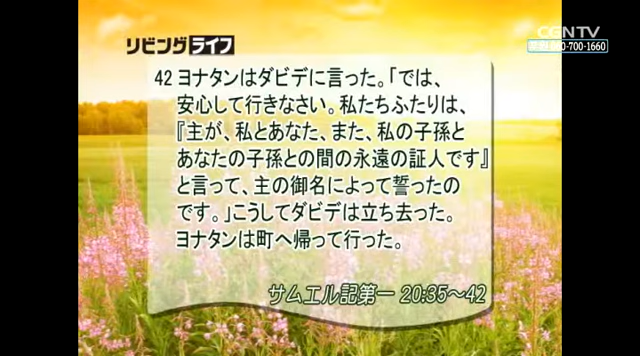 CGNTV
リビングライフ
00-700-1660
42 ヨナタンはダビデに言った。「では、
安心して行きなさい。私たちふたりは、
『主が、私とあなた、また、私の子孫と
あなたの子孫との間の永遠の証人です』
と言って、主の御名によって誓ったの
です。」こうしてダビデは立ち去った。
ヨナタンは町へ帰って行った。
サムエル記第一 20:35～42